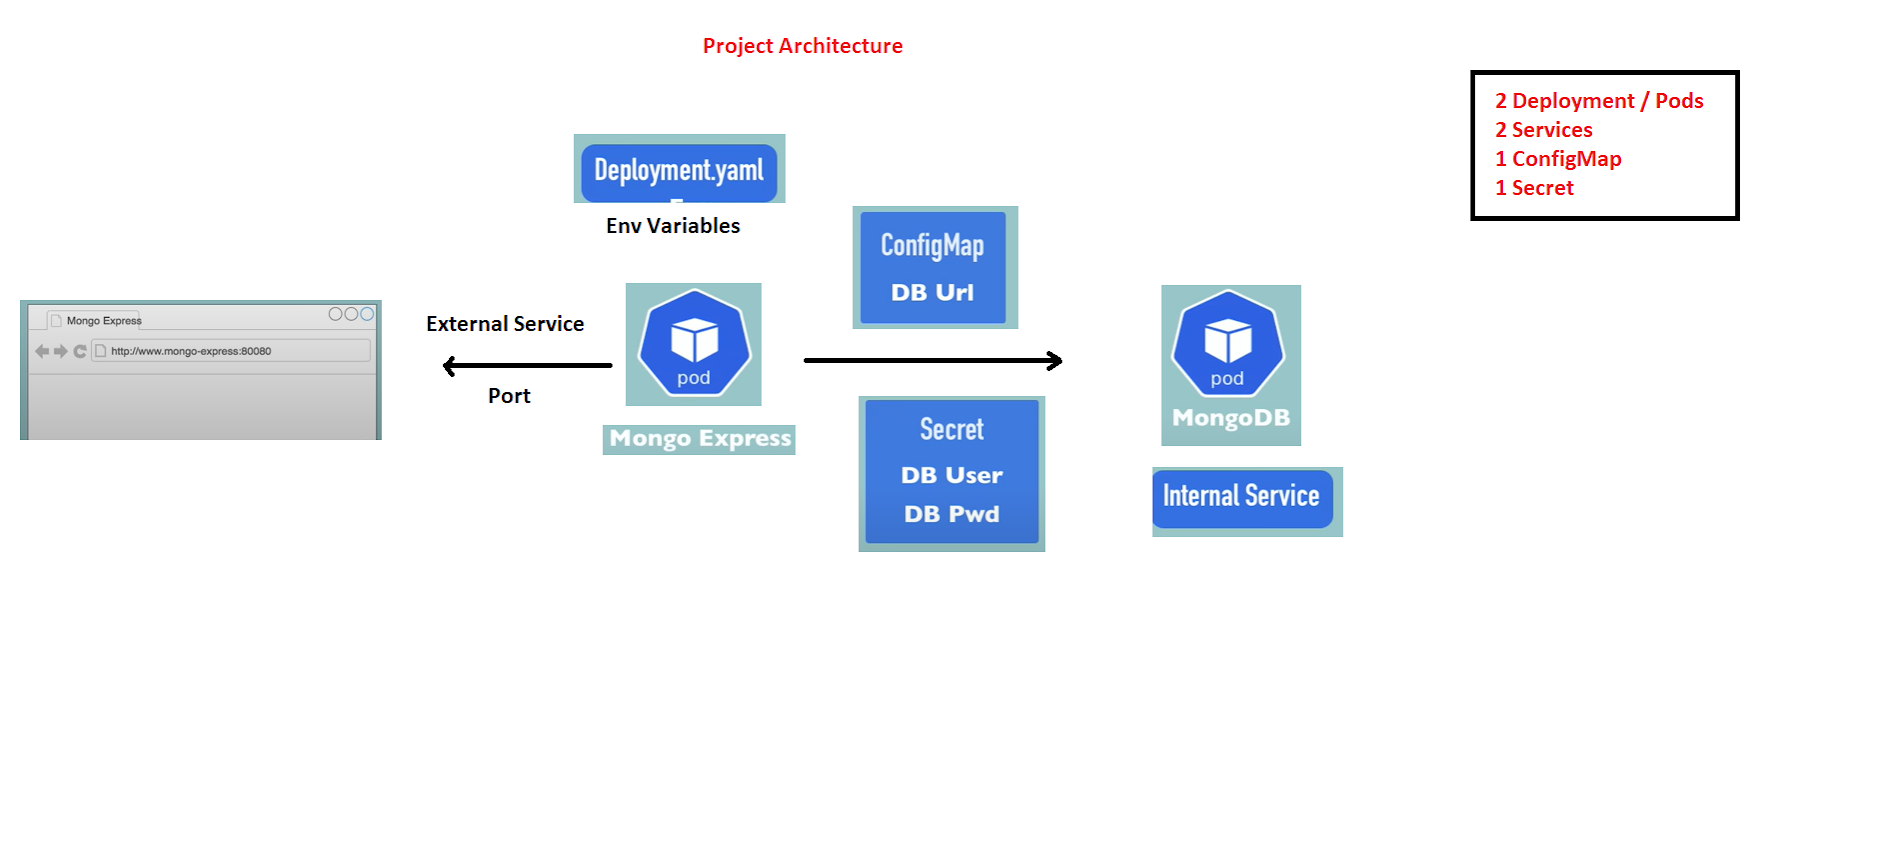 Project Architecture
2 Deployment / Pods
2 Services
1 ConfigMap
1 Secret
Deployment.yaml
Env Variables
ConfigMap
DB Url
Mongo Express
http://www.mongo-express:80080
External Service
Port
pod
Mongo Express
Secret
DB User
DB Pwd
pod
MongoDB
Internal Service